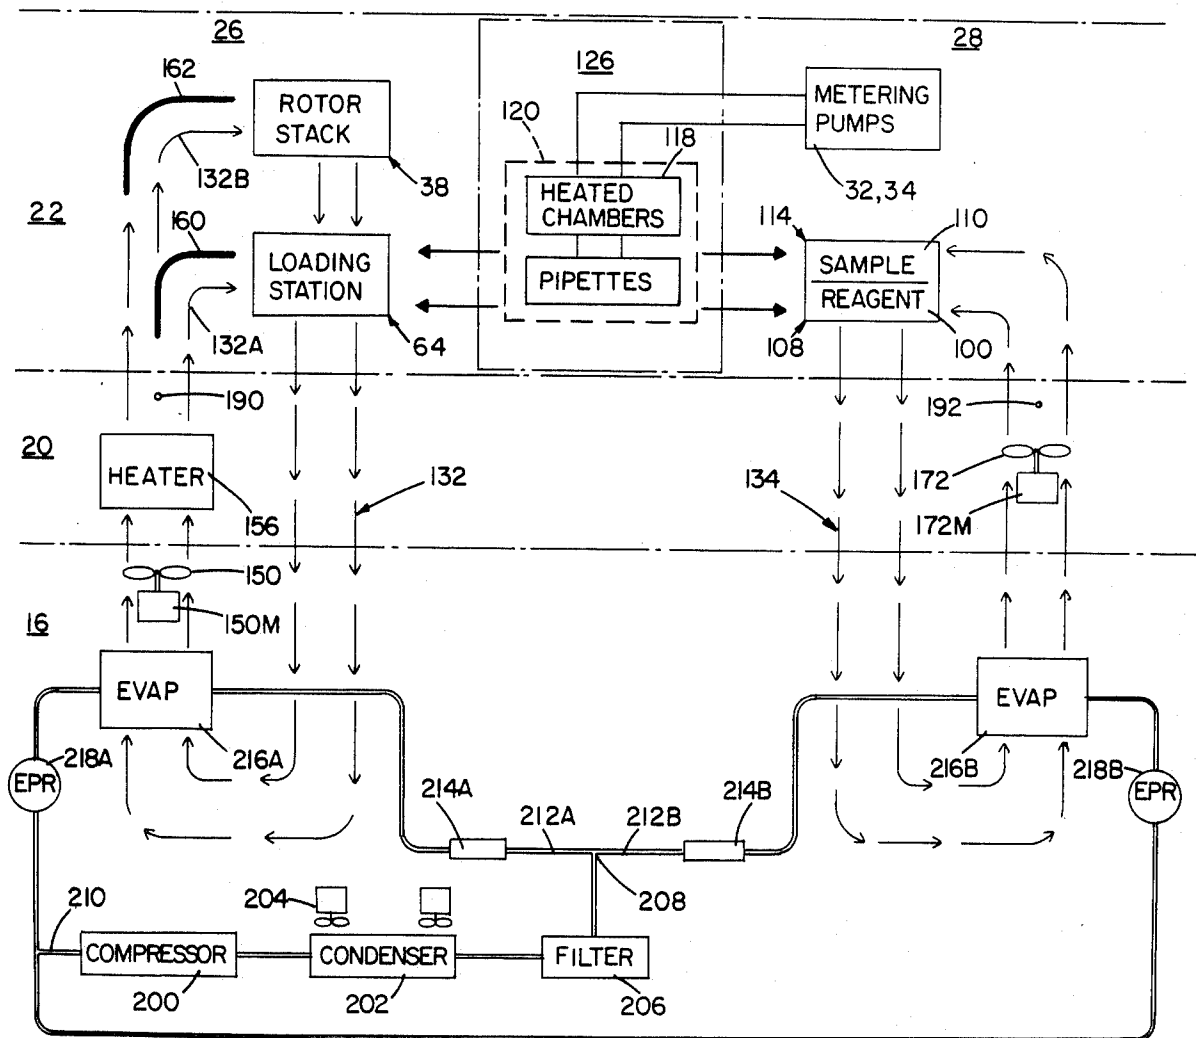 26
28
162
126
ROTOR
STACK
METERING
PUMPS
120
118
132B
38
32,34
22
160
HEATED
CHAMBERS
114
110
LOADING
STATION
PIPETTES
SAMPLE
REAGENT
132A
64
108
100
190
192
20
HEATER
132
134
172
156
172M
150
16
150M
EVAP
EVAP
218A
216A
216B
218B
EPR
214A
214B
EPR
212A
212B
210
204
208
COMPRESSOR
CONDENSER
FILTER
200
202
206